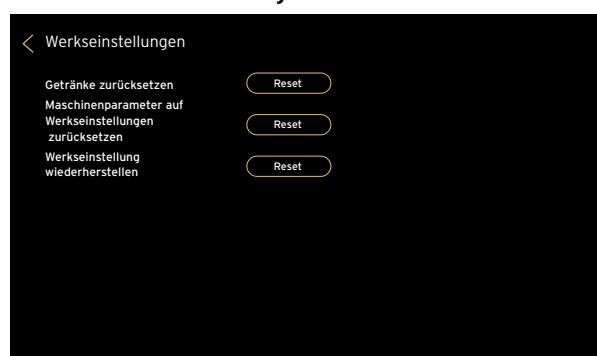 Werkseinstellungen
Getränke zurücksetzen
Reset
Maschinenparameter auf
Werkseinstellungen
zurücksetzen
Reset
Werkseinstellung
wiederherstellen
Reset